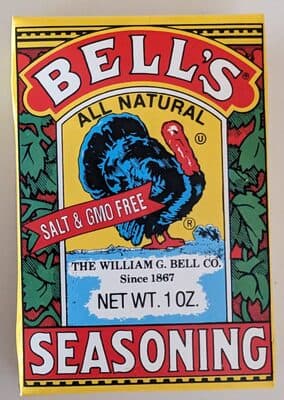 BELL'S®
ALL NATURAL
U
SALT & GMO FREE
®
THE WILLIAM G. BELL CO.
Since 1867
NET WT. 1 OZ.
SEASONING